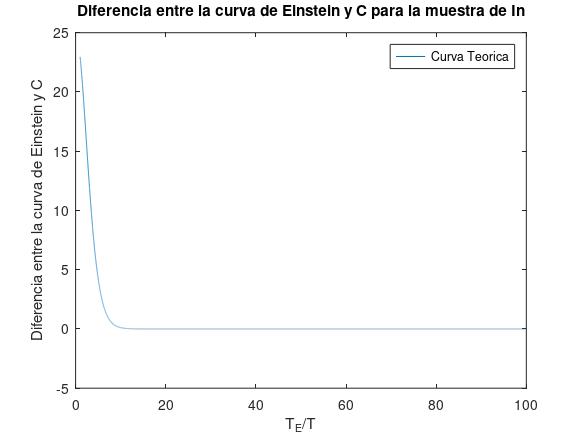 Diferencia entre la curva de Einstein y C para la muestra de In
Diferencia entre la curva de Einstein y C
25
20
15
10
5
0
-5
Curva Teorica
0 20 40 60 80 100
T_E/T